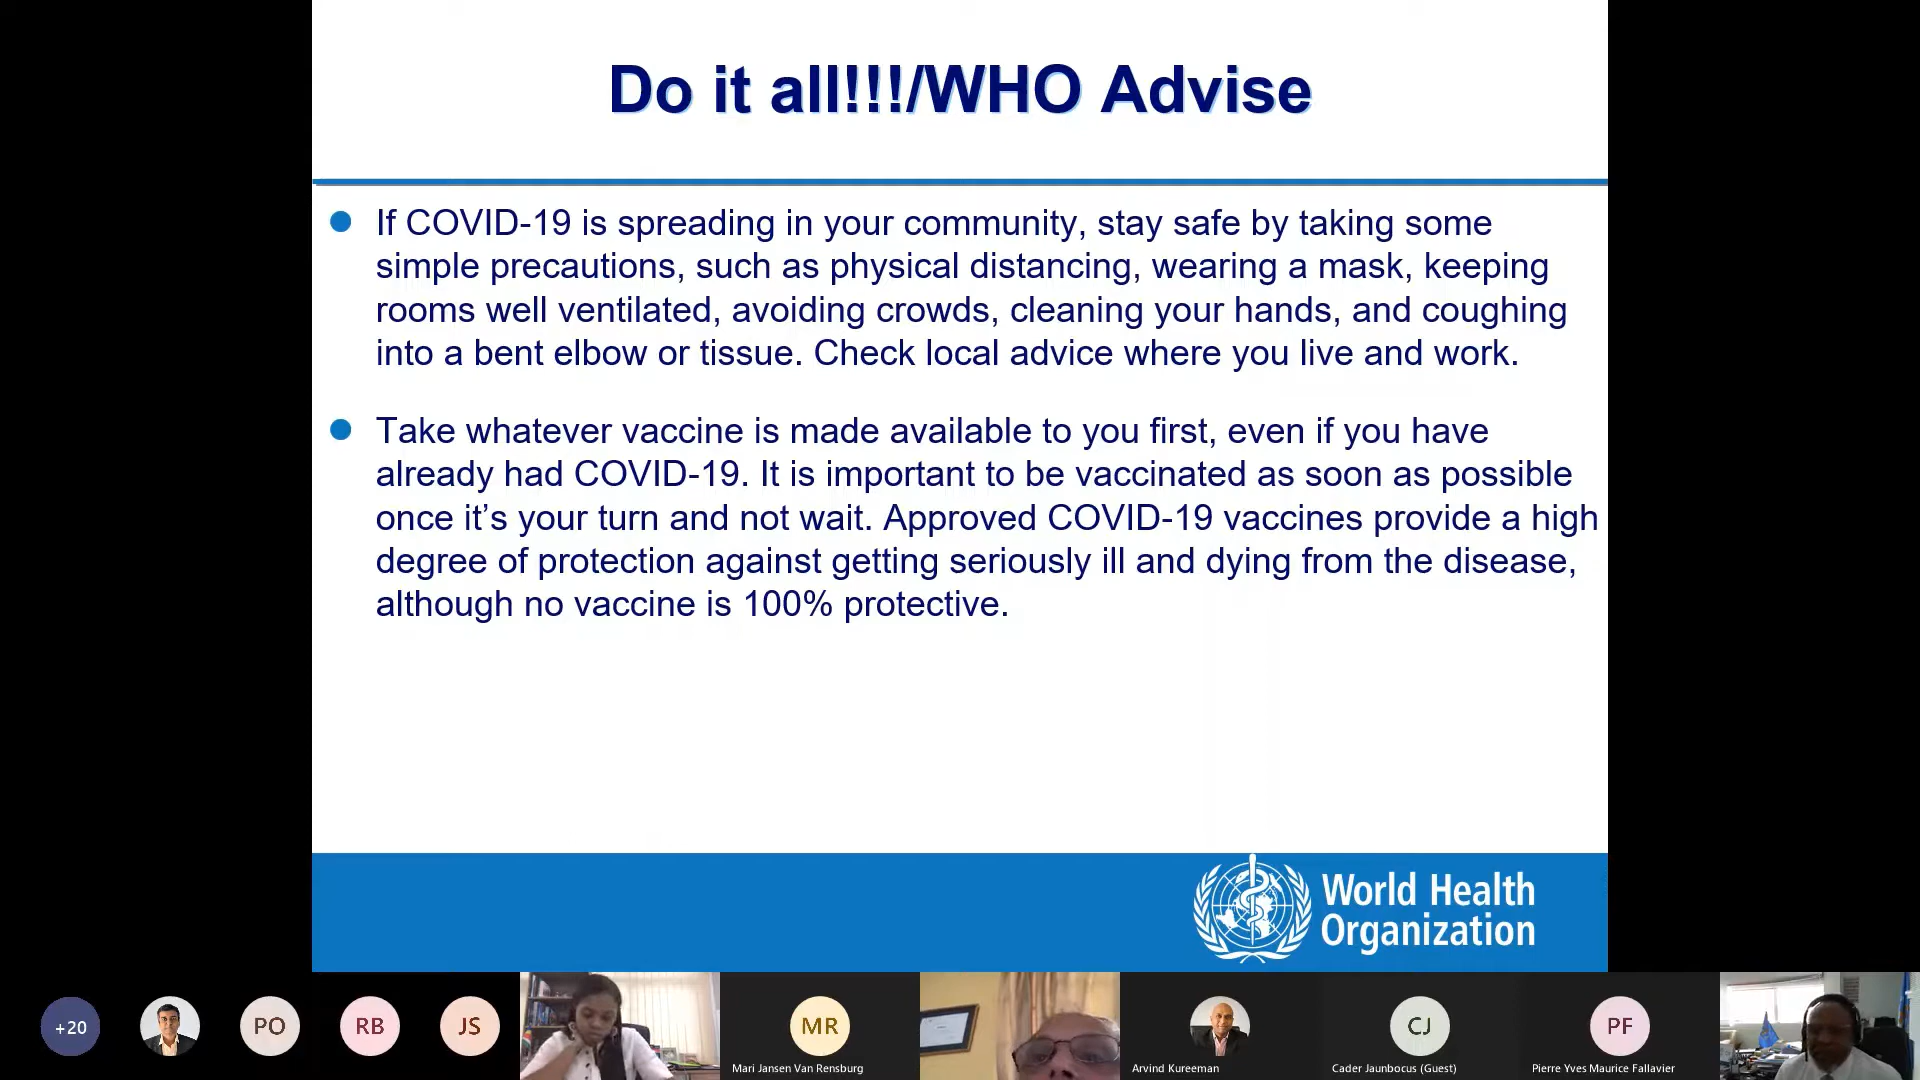 Do it all!!!/WHO Advise
If COVID-19 is spreading in your community, stay safe by taking some
simple precautions, such as physical distancing, wearing a mask, keeping
rooms well ventilated, avoiding crowds, cleaning your hands, and coughing
into a bent elbow or tissue. Check local advice where you live and work.
Take whatever vaccine is made available to you first, even if you have
already had COVID-19. It is important to be vaccinated as soon as possible
once it’s your turn and not wait. Approved COVID-19 vaccines provide a high
degree of protection against getting seriously ill and dying from the disease,
although no vaccine is 100% protective.
World Health
Organization
+20
PO
RB
JS
MR
Mari Jansen Van Rensburg
Arvind Kureeman
CJ
Cader Jaunbocus (Guest)
PF
Pierre Yves Maurice Fallavier